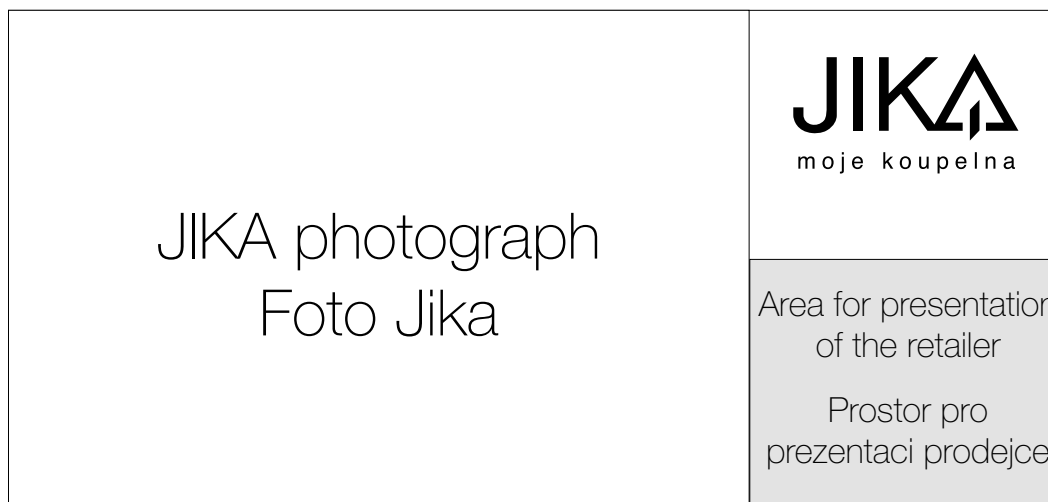 JIKA photograph
Foto Jika
JIKA
moje koupelna
Area for presentation
of the retailer
Prostor pro
prezentaci prodejce